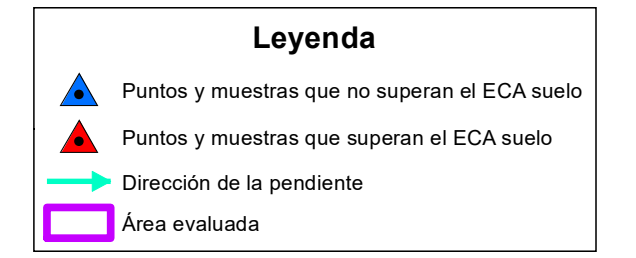 Leyenda
Puntos y muestras que no superan el ECA suelo
Puntos y muestras que superan el ECA suelo
Dirección de la pendiente
Área evaluada